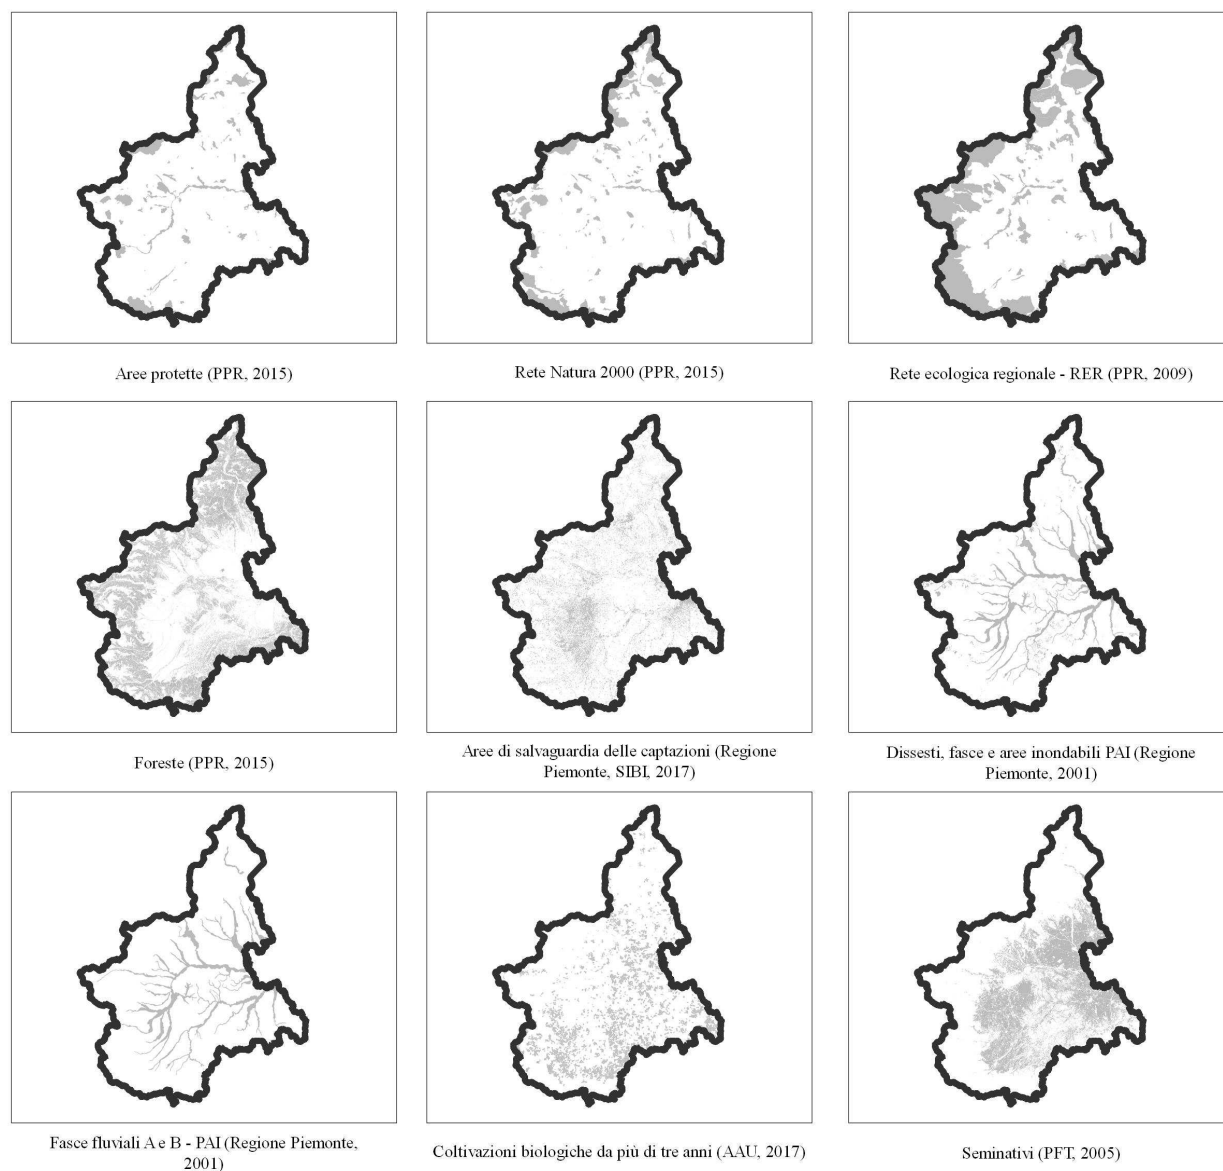 Aree protette (PPR, 2015)
Rete Natura 2000 (PPR, 2015)
Rete ecologica regionale - RER (PPR, 2009)
Foreste (PPR, 2015)
Aree di salvaguardia delle captazioni (Regione
Piemonte, SIBI, 2017)
Dissesti, fasce e aree inondabili PAI (Regione
Piemonte, 2001)
Fasce fluviali A e B - PAI (Regione Piemonte,
2001)
Coltivazioni biologiche da più di tre anni (AAU, 2017)
Seminativi (PFT, 2005)